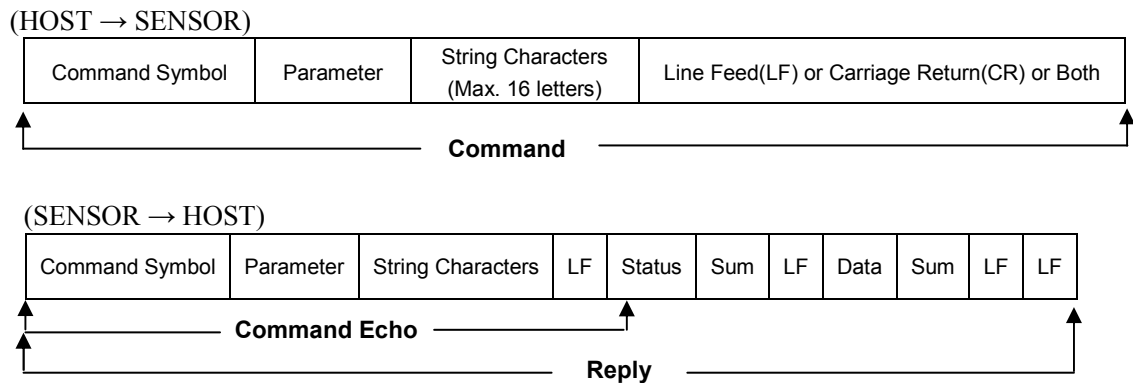 (HOST → SENSOR)
Command Symbol Parameter String Characters (Max. 16 letters) Line Feed(LF) or Carriage Return(CR) or Both
Command
(SENSOR → HOST)
Command Symbol Parameter String Characters LF Status Sum LF Data Sum LF LF
Command Echo
Reply